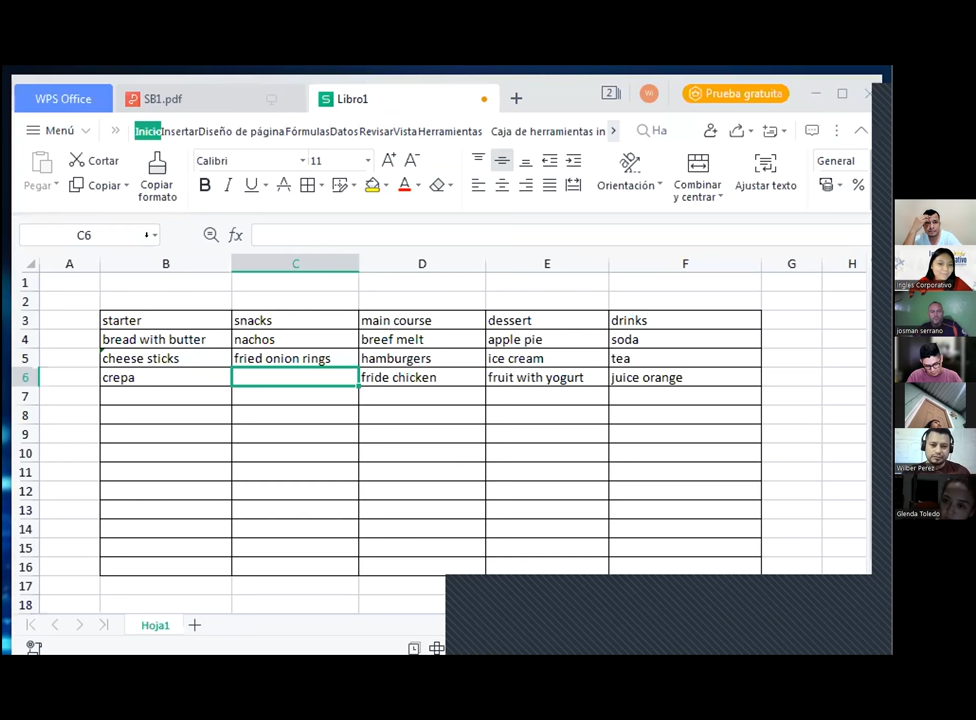 WPS Office
SB1.pdf
Libro1
2
Wi
Prueba gratuita
Menú
Inicio
Insertar
Diseño de página
Fórmulas
Datos
Revisar
Vista
Herramientas
Caja de herramientas in
Ha
Pegar
Cortar
Copiar
Copiar formato
Calibri
11
Orientación
Combinar y centrar
Ajustar texto
General
C6
fx
A B C D E F G H
1
2
3 starter snacks main course dessert drinks
4 bread with butter nachos breef melt apple pie soda
5 cheese sticks fried onion rings hamburgers ice cream tea
6 crepa fride chicken fruit with yogurt juice orange
7
8
9
10
11
12
13
14
15
16
17
18
Hoja1
Ingles Corporativo
josman serrano
Wilber Perez
Glenda Toledo